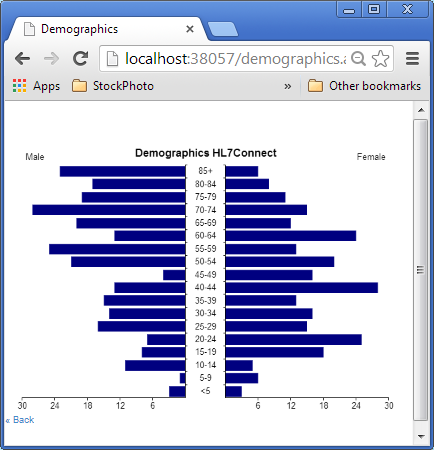 Demographics
localhost:38057/demographics.a
Apps StockPhoto » Other bookmarks
Demographics HL7Connect
Male Female
85+
80-84
75-79
70-74
65-69
60-64
55-59
50-54
45-49
40-44
35-39
30-34
25-29
20-24
15-19
10-14
5-9
<5
30 24 18 12 6 6 12 18 24 30
« Back